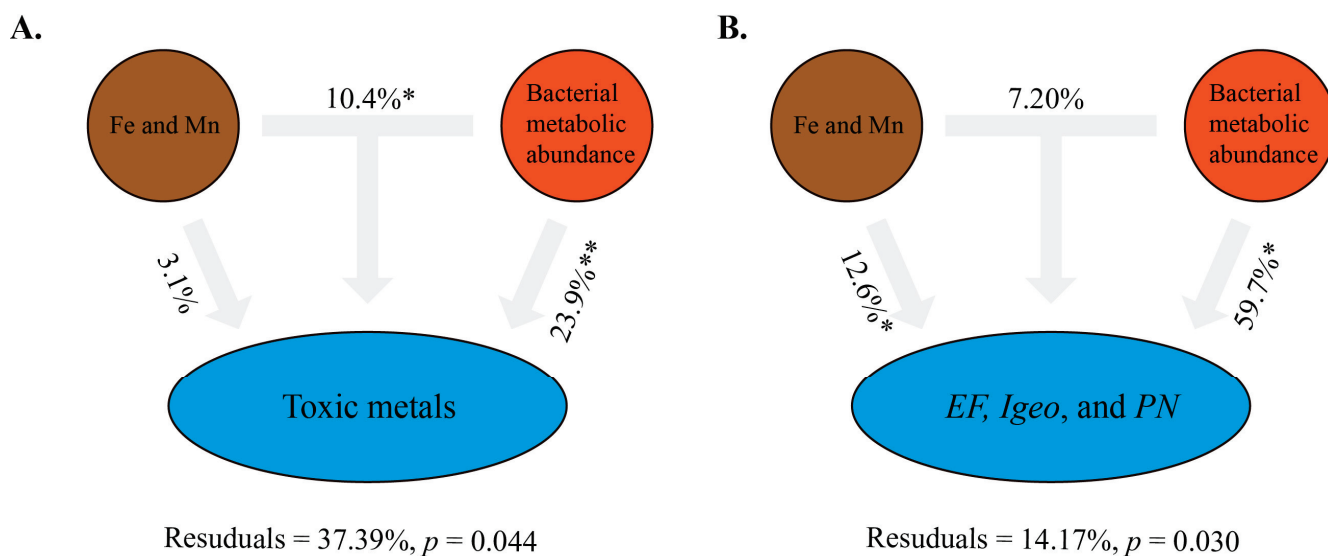 A.
Fe and Mn
10.4%*
Bacterial
metabolic
abundance
3.1%
23.9%**
Toxic metals
Resuduals = 37.39%, p = 0.044
B.
Fe and Mn
7.20%
Bacterial
metabolic
abundance
12.6%*
59.7%*
EF, Igeo, and PN
Resuduals = 14.17%, p = 0.030